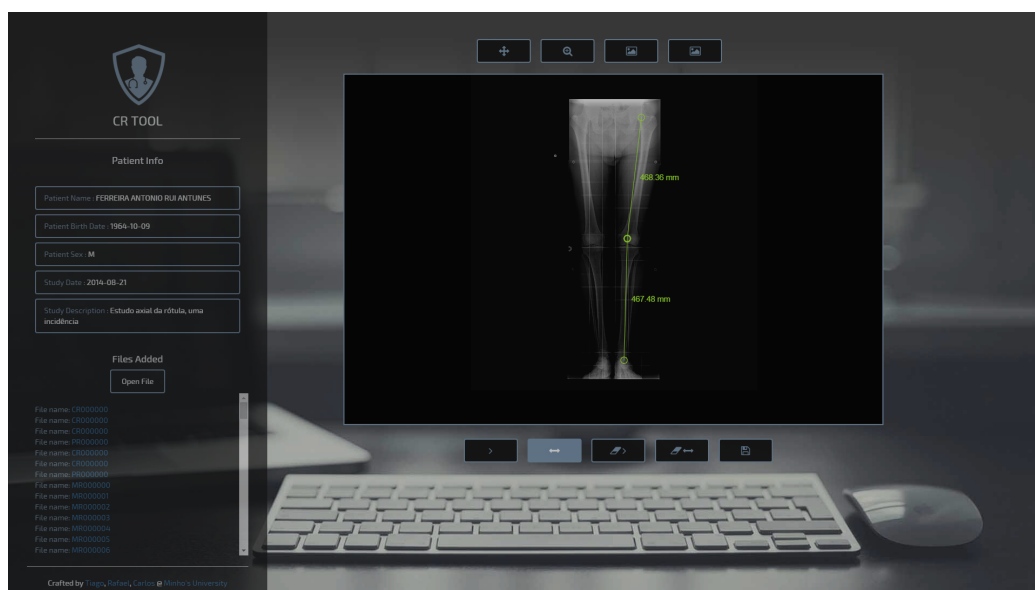 CR TOOL
Patient Info
Patient Name : FERREIRA ANTONIO RUI ANTUNES
Patient Birth Date : 1964-10-09
Patient Sex : M
Study Date : 2014-08-21
Study Description : Estudo axial da rótula, uma
incidência
Files Added
Open File
File name: CR000000
File name: CR000000
File name: CR000000
File name: PR000000
File name: CR000000
File name: CR000000
File name: PR000000
File name: MR000000
File name: MR000001
File name: MR000002
File name: MR000003
File name: MR000004
File name: MR000005
File name: MR000006
Crafted by Tiago, Rafael, Carlos @ Minho's University
468.36 mm
467.48 mm